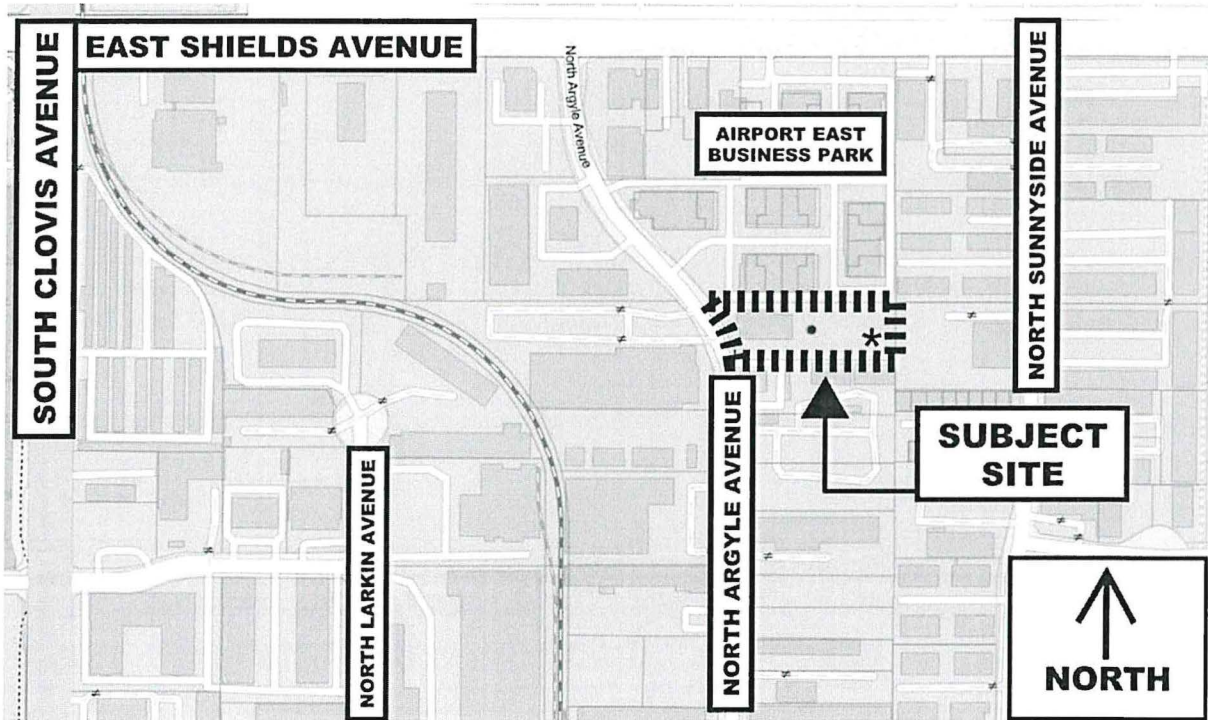 EAST SHIELDS AVENUE
SOUTH CLOVIS AVENUE
North Argyle Avenue
AIRPORT EAST
BUSINESS PARK
NORTH SUNNYSIDE AVENUE
*
SUBJECT
SITE
NORTH LARKIN AVENUE
NORTH ARGYLE AVENUE
NORTH